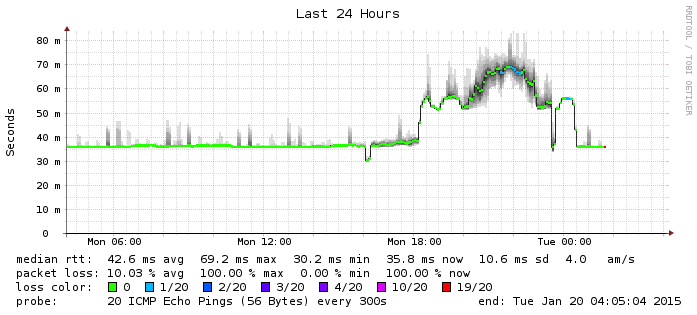 Last 24 Hours
RRDTOOL / TOBI OETIKER
Seconds
80 m
70 m
60 m
50 m
40 m
30 m
20 m
10 m
0
Mon 06:00 Mon 12:00 Mon 18:00 Tue 00:00
median rtt: 42.6 ms avg 69.2 ms max 30.2 ms min 35.8 ms now 10.6 ms sd 4.0 am/s
packet loss: 10.03 % avg 100.00 % max 0.00 % min 100.00 % now
loss color: 0 1/20 2/20 3/20 4/20 10/20 19/20
probe: 20 ICMP Echo Pings (56 Bytes) every 300s end: Tue Jan 20 04:05:04 2015